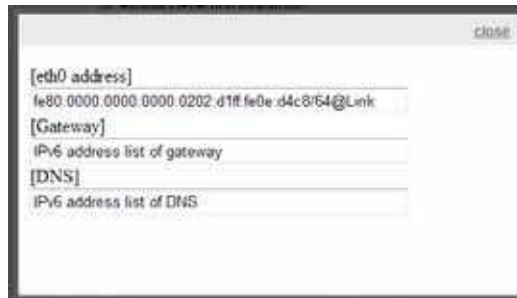 close
[eth0 address]
fe80:0000:0000:0000:0202:d1ff:fe0e:d4c8/64@Link
[Gateway]
IPv6 address list of gateway
[DNS]
IPv6 address list of DNS